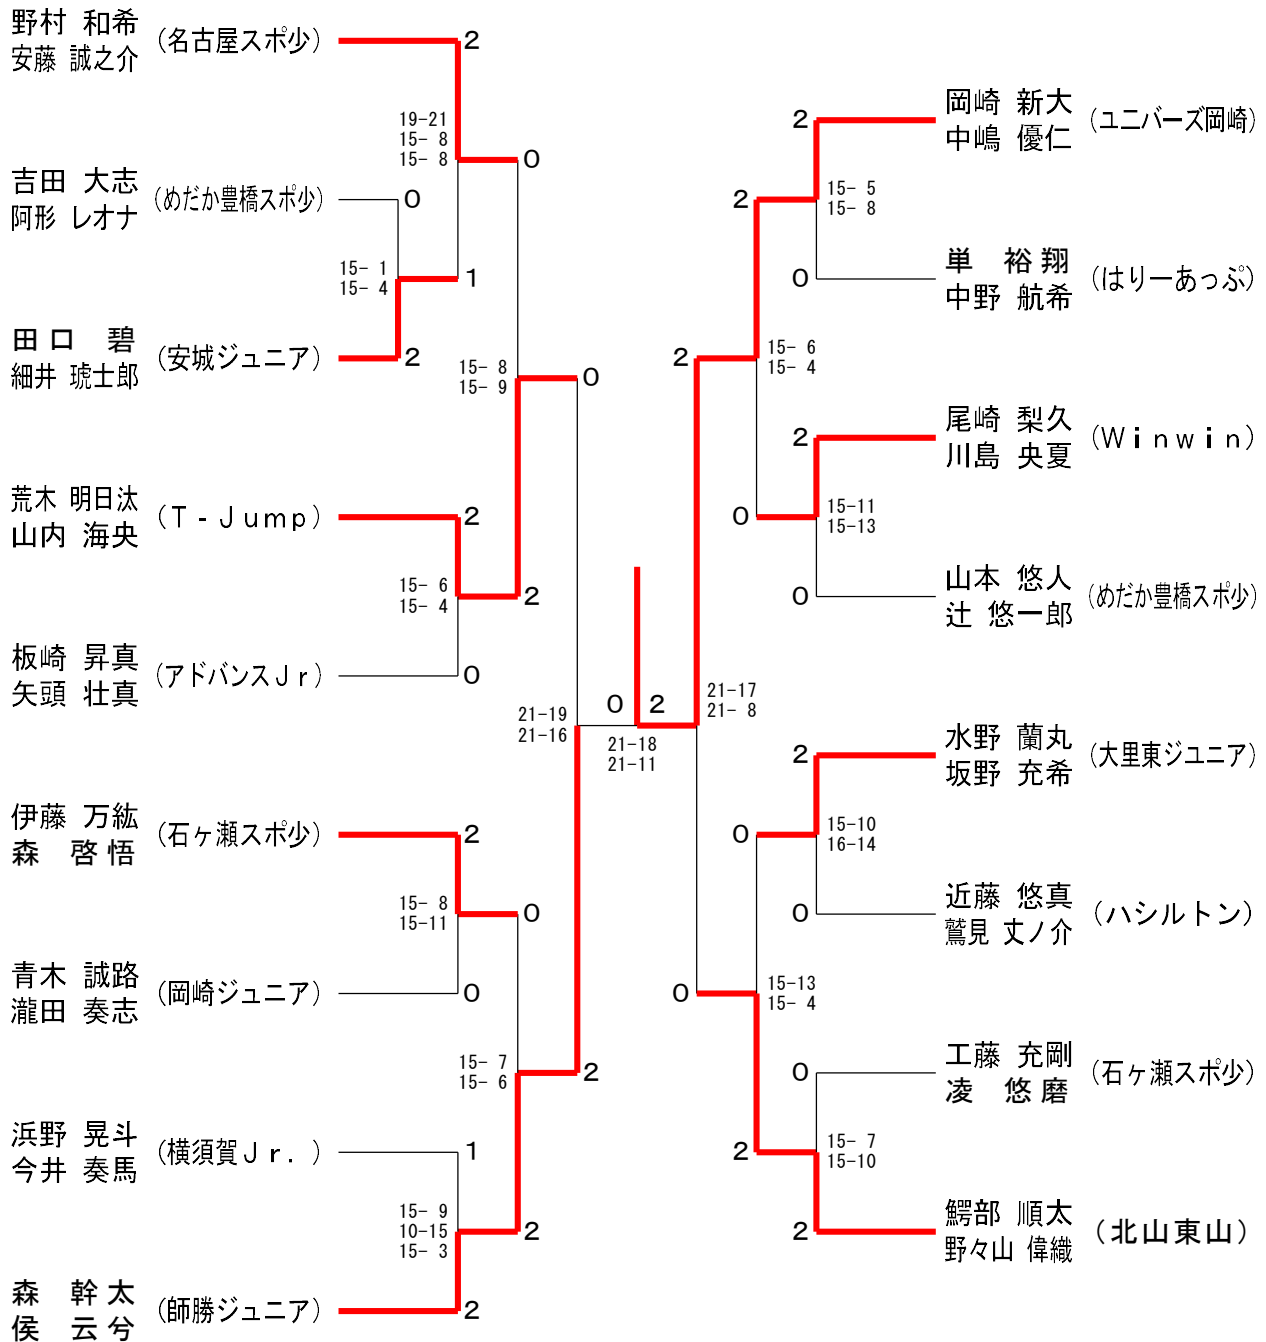 野村 和希
安藤 誠之介
(名古屋スポ少)
2
19-21
15- 8
15- 8
0
吉田 大志
阿形 レオナ
(めだか豊橋スポ少)
0
15- 1
15- 4
1
田口 碧
細井 琥士郎
(安城ジュニア)
2
15- 8
15- 9
0
荒木 明日汰
山内 海央
(T-Jump)
2
15- 6
15- 4
2
板崎 昇真
矢頭 壮真
(アドバンスJr)
0
21-19
21-16
伊藤 万紘
森 啓悟
(石ヶ瀬スポ少)
2
15- 8
15-11
0
青木 誠路
瀧田 奏志
(岡崎ジュニア)
0
15- 7
15- 6
2
浜野 晃斗
今井 奏馬
(横須賀Jr.)
1
15- 9
10-15
15- 3
2
森 幹太
侯 云兮
(師勝ジュニア)
2
0 2
21-18
21-11
岡崎 新大
中嶋 優仁
(ユニバーズ岡崎)
2
15- 5
15- 8
2
単 裕翔
中野 航希
(はりーあっぷ)
0
2
15- 6
15- 4
尾崎 梨久
川島 央夏
(Winwin)
2
15-11
15-13
0
山本 悠人
辻 悠一郎
(めだか豊橋スポ少)
0
21-17
21- 8
水野 蘭丸
坂野 充希
(大里東ジュニア)
2
15-10
16-14
0
近藤 悠真
鷲見 丈ノ介
(ハシルトン)
0
0
15-13
15- 4
工藤 充剛
凌 悠磨
(石ヶ瀬スポ少)
0
15- 7
15-10
2
鰐部 順太
野々山 偉織
(北山東山)
2